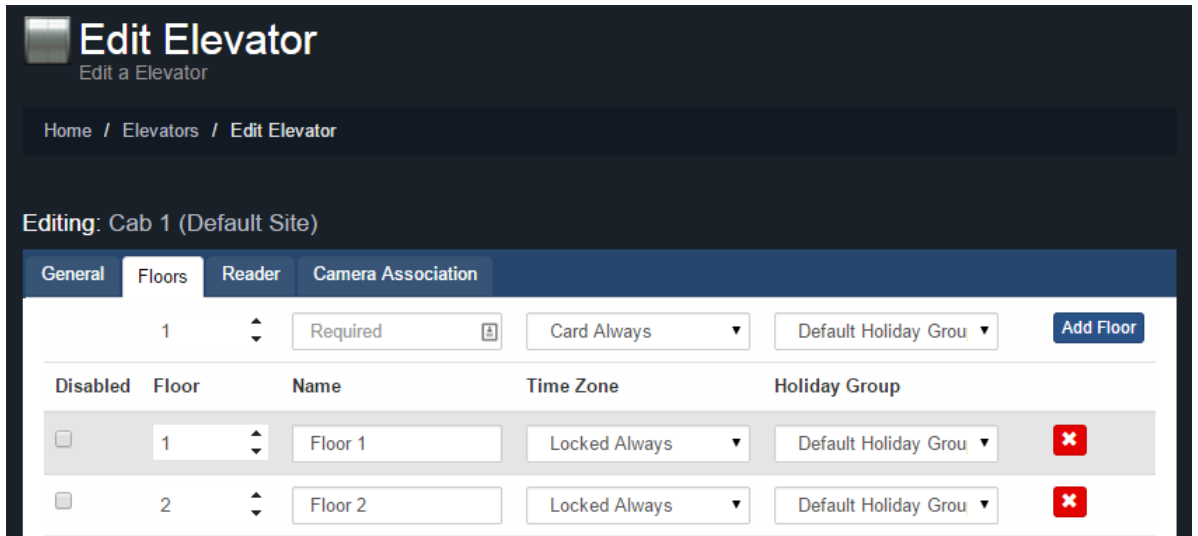 Edit Elevator
Edit a Elevator
Home / Elevators / Edit Elevator
Editing: Cab 1 (Default Site)
General Floors Reader Camera Association
1 Required Card Always Default Holiday Grou Add Floor
Disabled Floor Name Time Zone Holiday Group
1 Floor 1 Locked Always Default Holiday Grou
2 Floor 2 Locked Always Default Holiday Grou